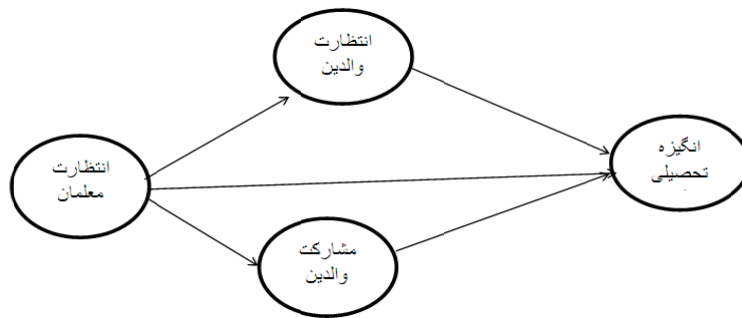 انتظارت
والدین
انگیزه
تحصیلی
انتظارت
معلمان
مشارکت
والدین